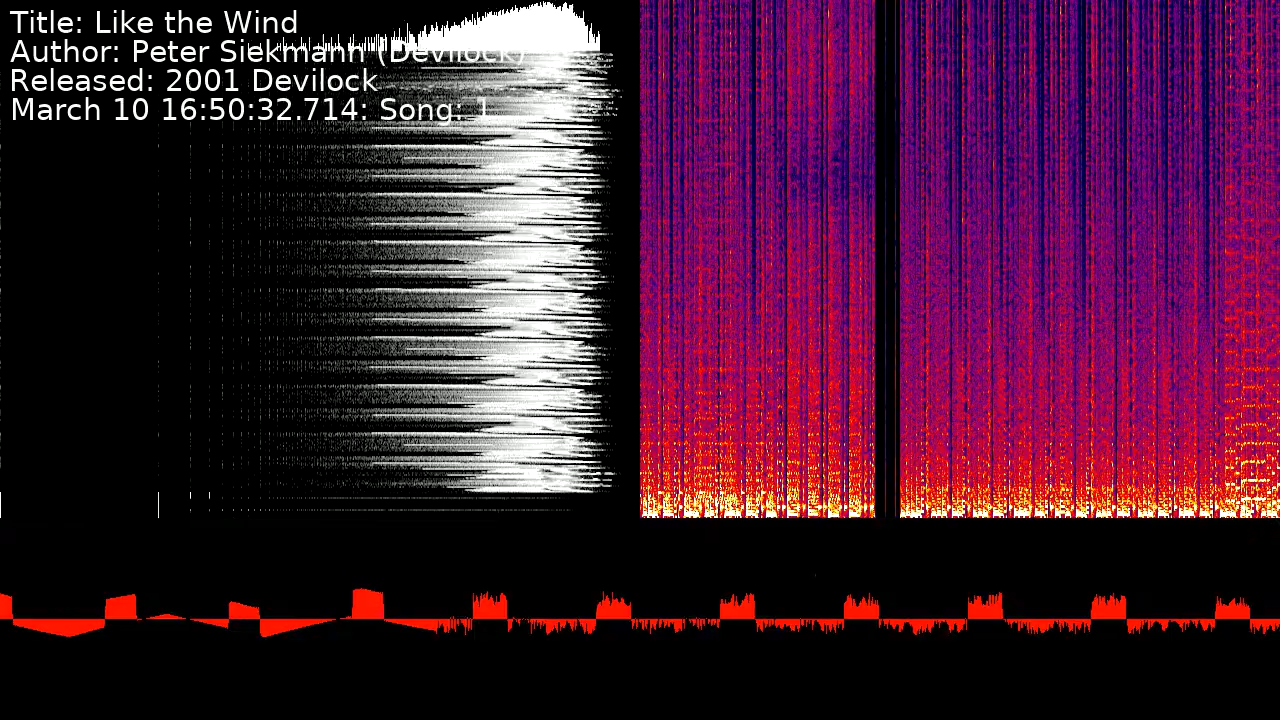 Title: Like the Wind
Author: Peter Siekmann (Devilock)
Released: 2001 Devilock
March 10 16:50:32.714: Song: 1